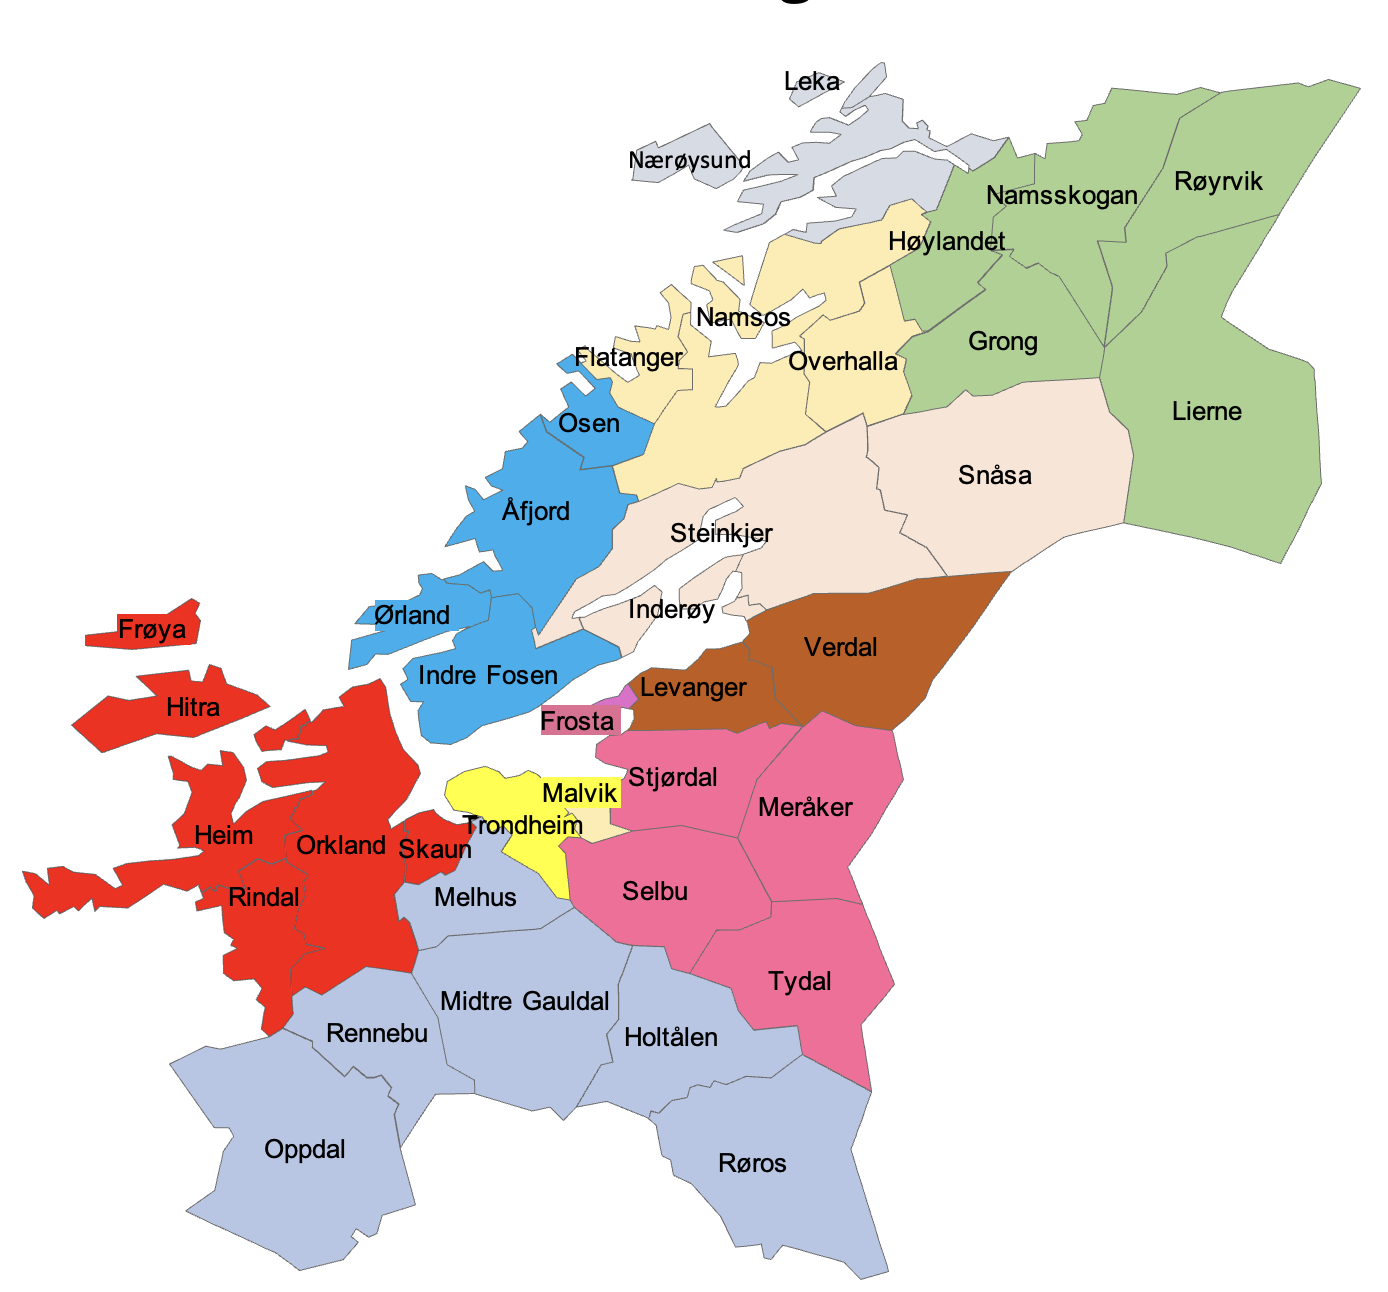 Leka
Nærøysund
Røyrvik
Namsskogan
Høylandet
Namsos
Grong
Flatanger
Overhalla
Lierne
Osen
Snåsa
Åfjord
Steinkjer
Inderøy
Ørland
Frøya
Verdal
Indre Fosen
Levanger
Hitra
Frosta
Stjørdal
Malvik
Meråker
Trondheim
Heim
Orkland
Skaun
Selbu
Rindal
Melhus
Tydal
Midtre Gauldal
Rennebu
Holtålen
Oppdal
Røros